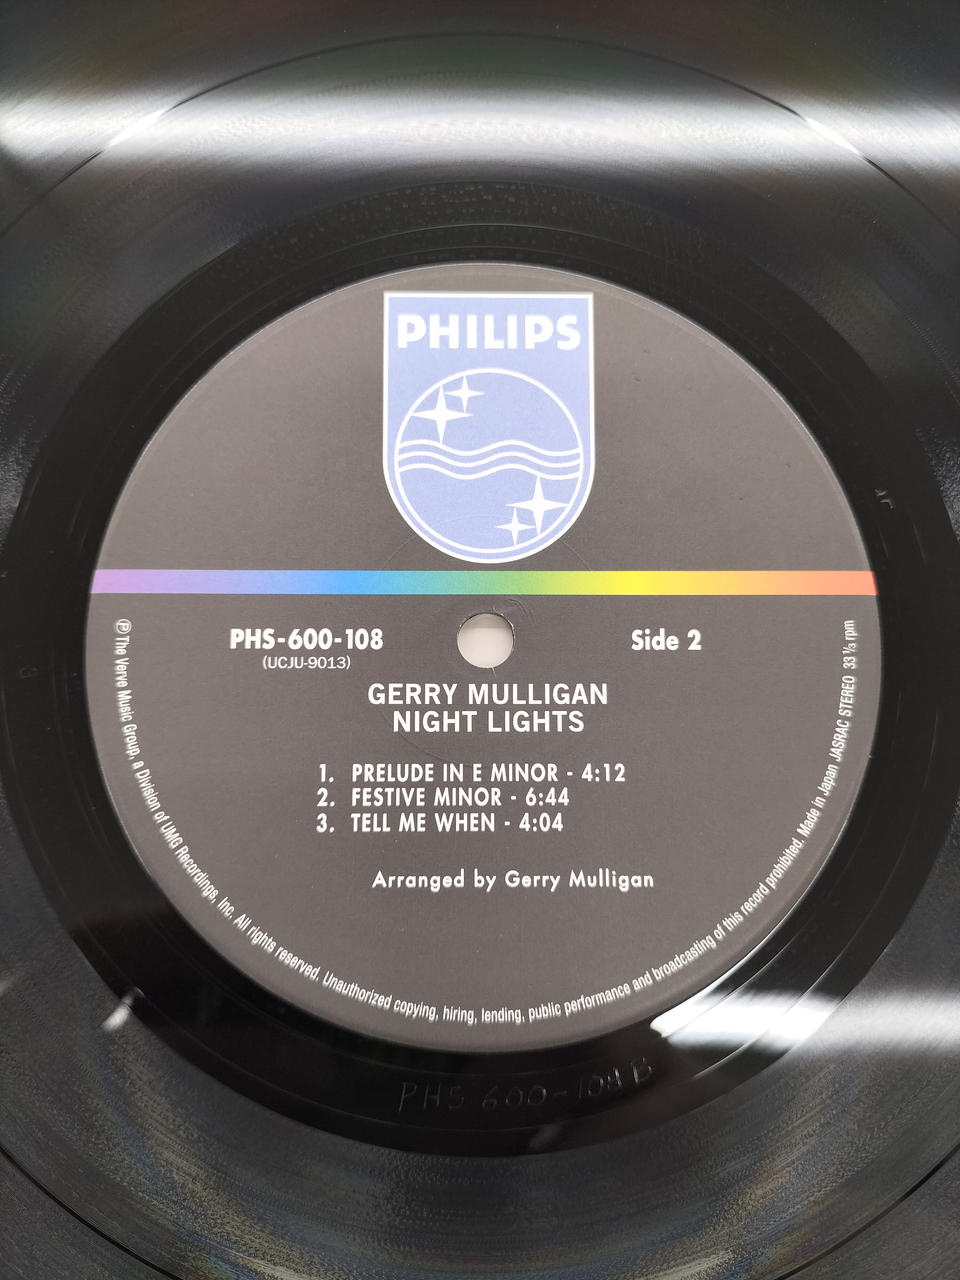 PHILIPS
PHS-600-108
(UCJU-9013)
Side 2
GERRY MULLIGAN
NIGHT LIGHTS
1. PRELUDE IN E MINOR - 4:12
2. FESTIVE MINOR - 6:44
3. TELL ME WHEN - 4:04
Arranged by Gerry Mulligan
Ⓟ The Verve Music Group, a Division of UMG Recordings, Inc. All rights reserved. Unauthorized copying, hiring, lending, public performance and broadcasting of this record prohibited. Made in Japan JASRAC STEREO 33 ⅓ rpm
PHS 600-108 B